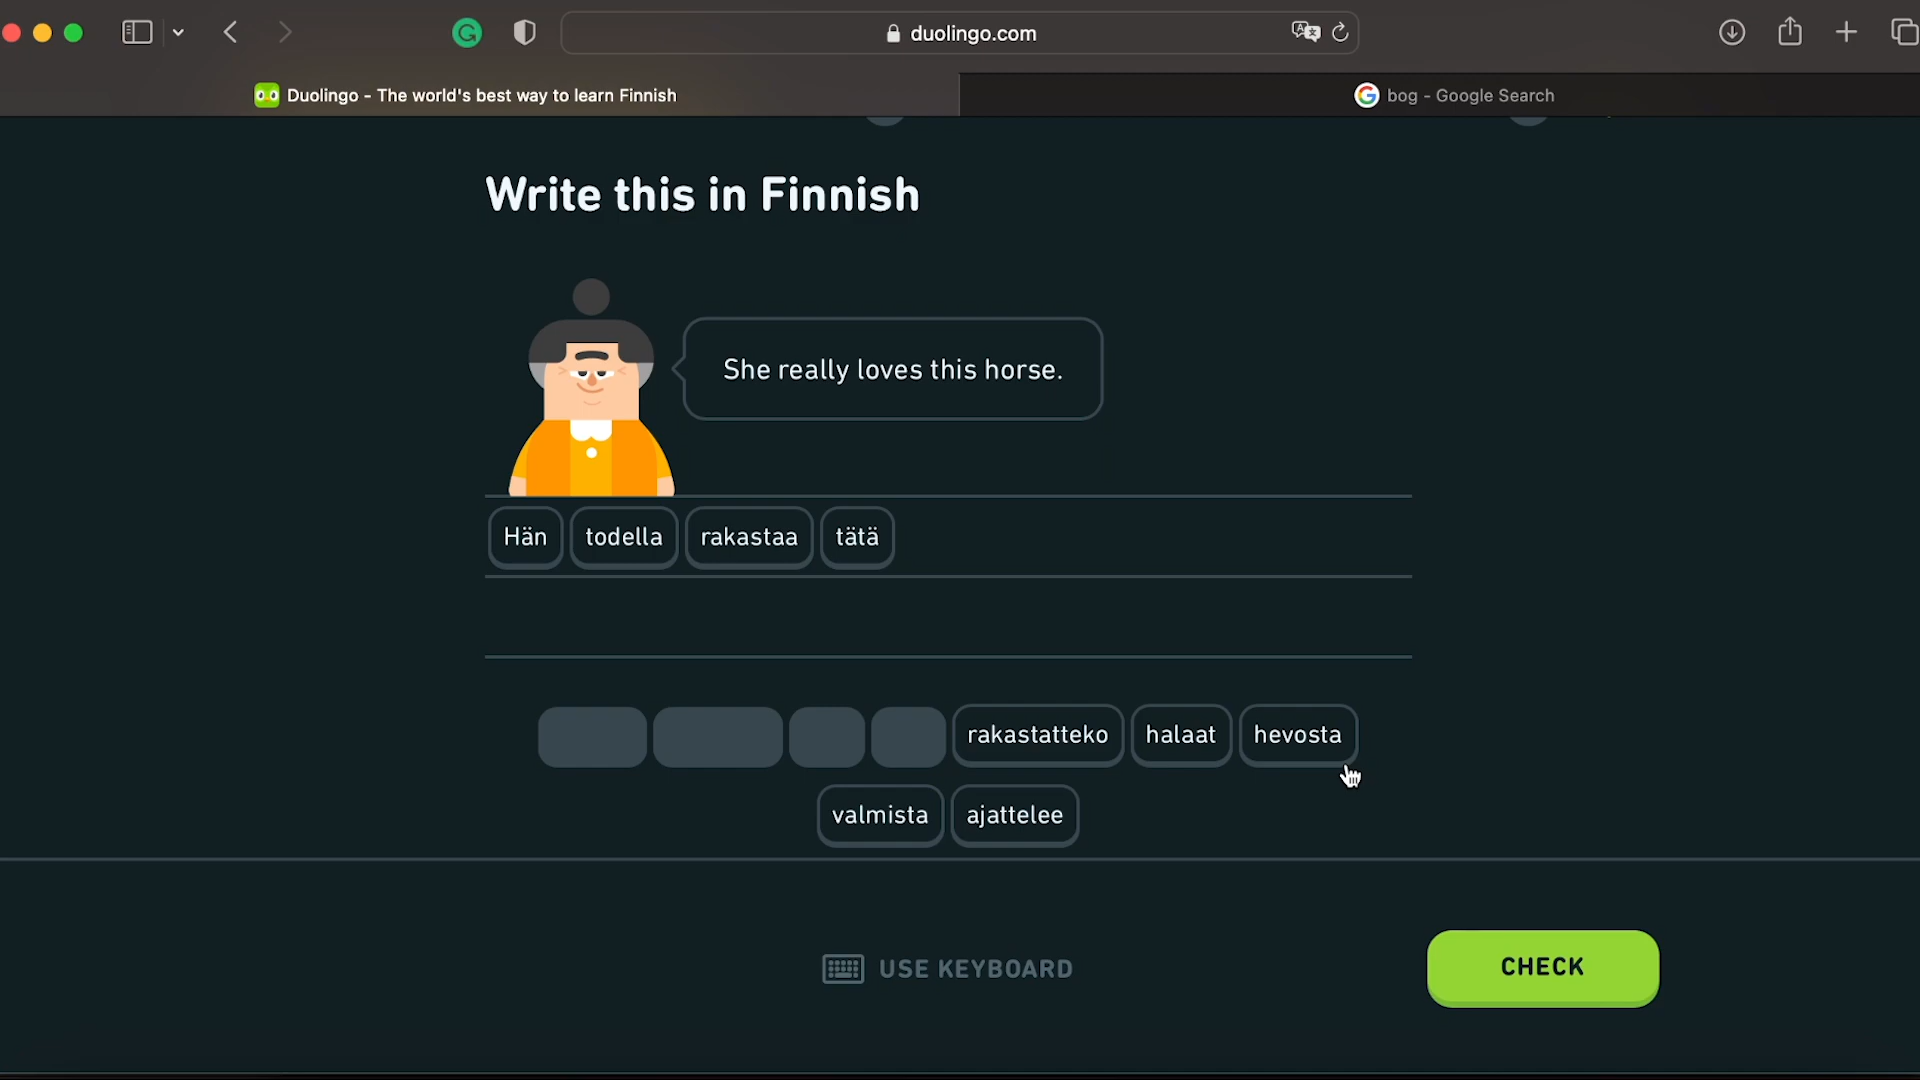 duolingo.com
Duolingo - The world's best way to learn Finnish
bog - Google Search
Write this in Finnish
She really loves this horse.
Hän todella rakastaa tätä
rakastatteko halaat hevosta
valmista ajattelee
USE KEYBOARD
CHECK